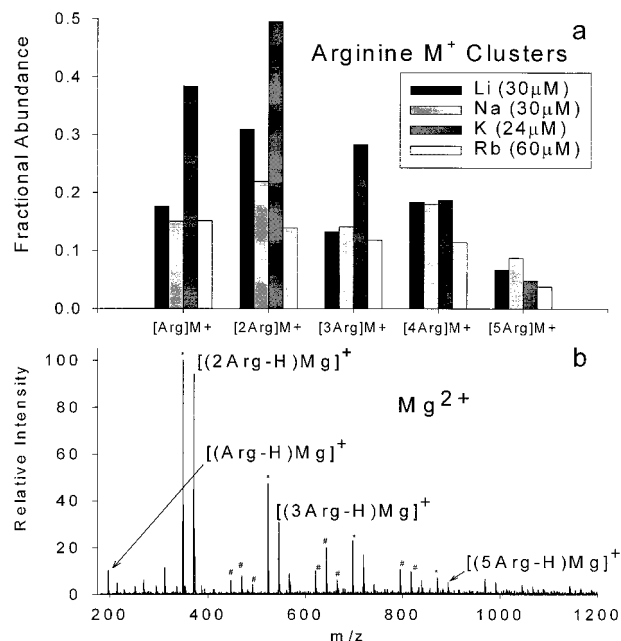 a
Arginine M⁺ Clusters
Li (30μM)
Na (30μM)
K (24μM)
Rb (60μM)
Fractional Abundance
0.5
0.4
0.3
0.2
0.1
0.0
[Arg]M+ [2Arg]M+ [3Arg]M+ [4Arg]M+ [5Arg]M+
b
Mg²⁺
Relative Intensity
100
80
60
40
20
0
*
[(2Arg-H)Mg]⁺
[(Arg-H)Mg]⁺
*
[(3Arg-H)Mg]⁺
*
# # # # # # # # *
[(5Arg-H)Mg]⁺
200 400 600 800 1000 1200
m/z